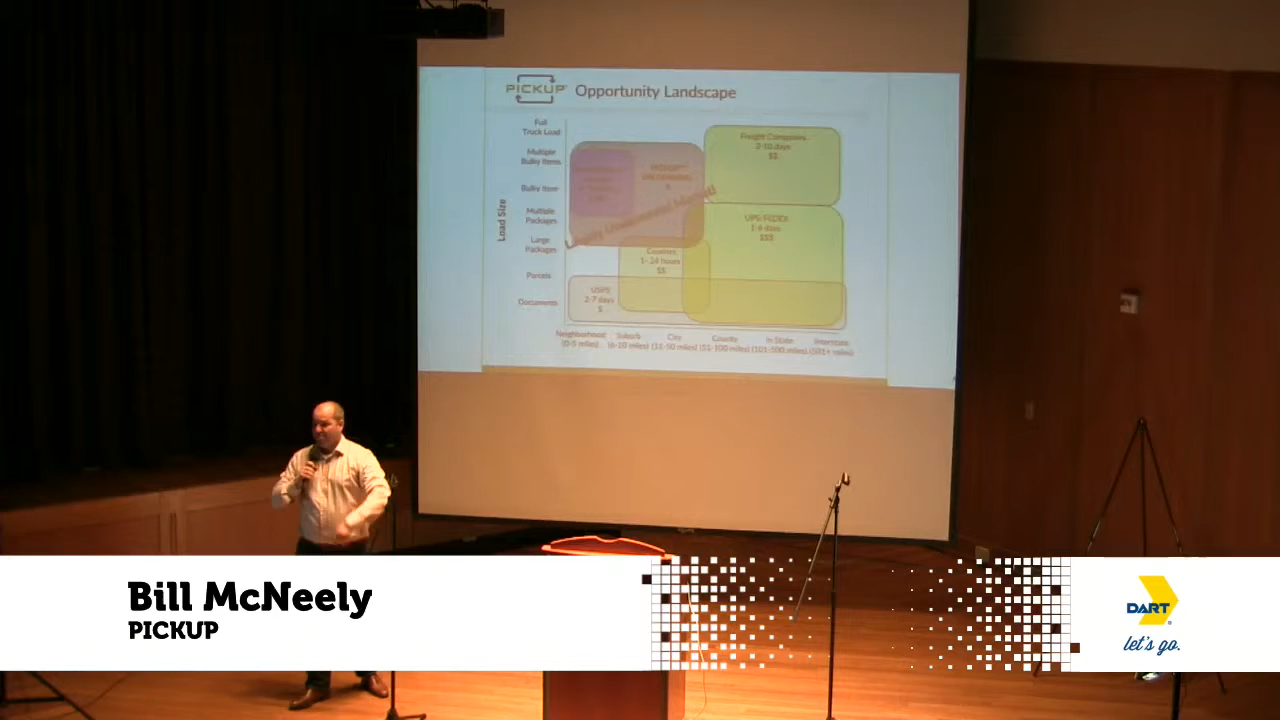 PICKUP
Opportunity Landscape
Full
Truck Load
Multiple
Bulky Items
Bulky Item
Multiple
Packages
Large
Packages
Parcels
Documents
Load Size
Freight Companies
2-10 days
$$
UPS-FEDEX
1-6 days
$$$
Couriers
1- 24 hours
$$
USPS
2-7 days
$
Neighborhood
(0-5 miles)
Suburb
(6-10 miles)
City
(11-50 miles)
County
(51-100 miles)
In State
(101-500 miles)
Interstate
(501+ miles)
Bill McNeely
PICKUP
DART
let's go.